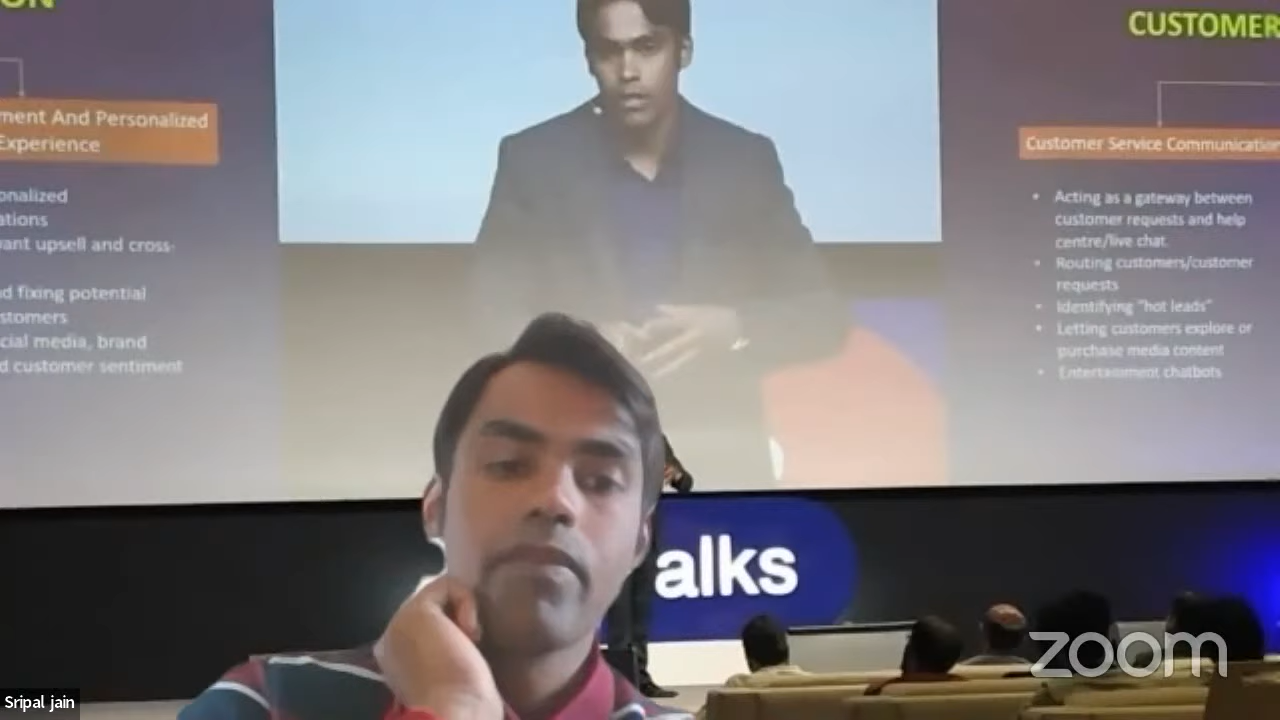 ON
ment And Personalized
Experience
onalized
ations
vant upsell and cross-
d fixing potential
stomers
cial media, brand
d customer sentiment
CUSTOMER
Customer Service Communication
• Acting as a gateway between
customer requests and help
centre/live chat.
• Routing customers/customer
requests
• Identifying "hot leads"
• Letting customers explore or
purchase media content
• Entertainment chatbots
alks
zoom
Sripal jain